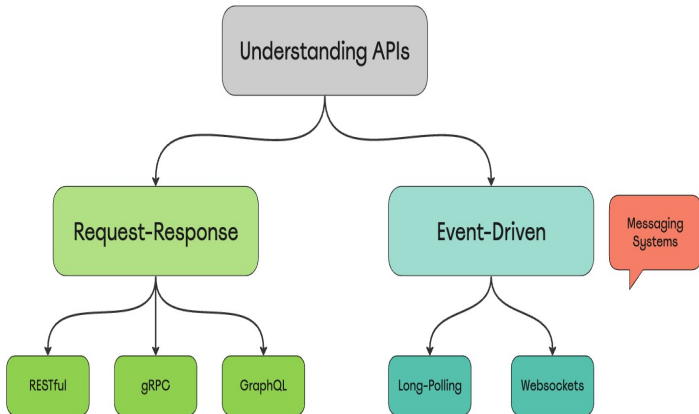 Understanding APIs
Request-Response
Event-Driven
Messaging
Systems
RESTful
gRPC
GraphQL
Long-Polling
Websockets